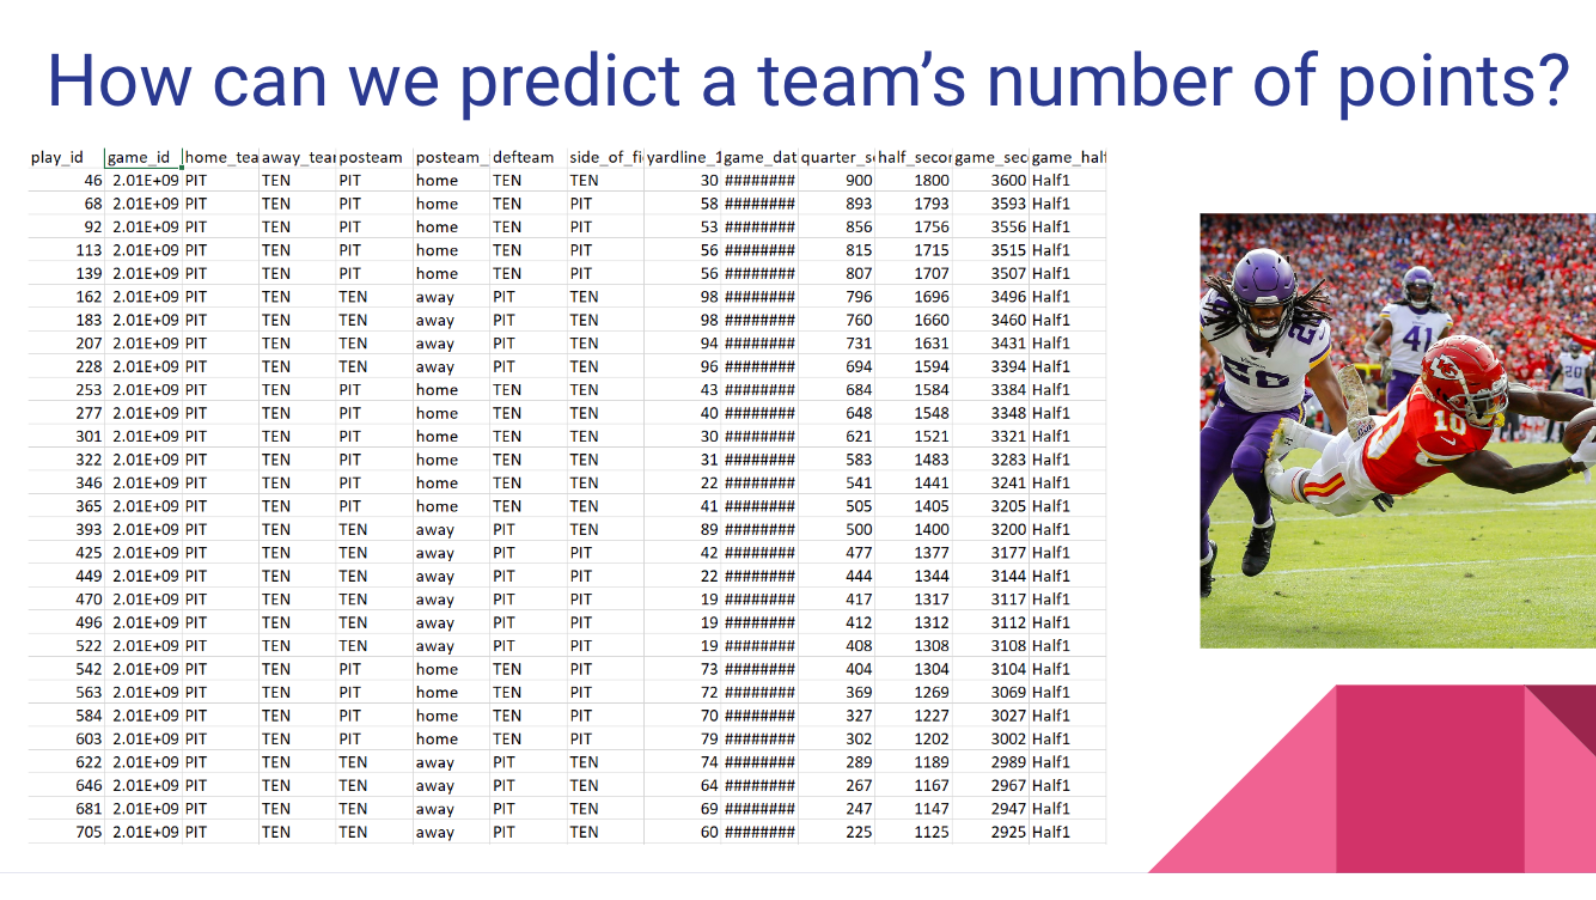 How can we predict a team's number of points?
play_id game_id home_tea away_tear posteam posteam_ defteam side_of_fi yardline_1 game_dat quarter_s half_secor game_sec game_half
46 2.01E+09 PIT TEN PIT home TEN TEN 30 ######## 900 1800 3600 Half1
68 2.01E+09 PIT TEN PIT home TEN PIT 58 ######## 893 1793 3593 Half1
92 2.01E+09 PIT TEN PIT home TEN PIT 53 ######## 856 1756 3556 Half1
113 2.01E+09 PIT TEN PIT home TEN PIT 56 ######## 815 1715 3515 Half1
139 2.01E+09 PIT TEN PIT home TEN PIT 56 ######## 807 1707 3507 Half1
162 2.01E+09 PIT TEN TEN away PIT TEN 98 ######## 796 1696 3496 Half1
183 2.01E+09 PIT TEN TEN away PIT TEN 98 ######## 760 1660 3460 Half1
207 2.01E+09 PIT TEN TEN away PIT TEN 94 ######## 731 1631 3431 Half1
228 2.01E+09 PIT TEN TEN away PIT TEN 96 ######## 694 1594 3394 Half1
253 2.01E+09 PIT TEN PIT home TEN TEN 43 ######## 684 1584 3384 Half1
277 2.01E+09 PIT TEN PIT home TEN TEN 40 ######## 648 1548 3348 Half1
301 2.01E+09 PIT TEN PIT home TEN TEN 30 ######## 621 1521 3321 Half1
322 2.01E+09 PIT TEN PIT home TEN TEN 31 ######## 583 1483 3283 Half1
346 2.01E+09 PIT TEN PIT home TEN TEN 22 ######## 541 1441 3241 Half1
365 2.01E+09 PIT TEN PIT home TEN TEN 41 ######## 505 1405 3205 Half1
393 2.01E+09 PIT TEN TEN away PIT TEN 89 ######## 500 1400 3200 Half1
425 2.01E+09 PIT TEN TEN away PIT PIT 42 ######## 477 1377 3177 Half1
449 2.01E+09 PIT TEN TEN away PIT PIT 22 ######## 444 1344 3144 Half1
470 2.01E+09 PIT TEN TEN away PIT PIT 19 ######## 417 1317 3117 Half1
496 2.01E+09 PIT TEN TEN away PIT PIT 19 ######## 412 1312 3112 Half1
522 2.01E+09 PIT TEN TEN away PIT PIT 19 ######## 408 1308 3108 Half1
542 2.01E+09 PIT TEN PIT home TEN PIT 73 ######## 404 1304 3104 Half1
563 2.01E+09 PIT TEN PIT home TEN PIT 72 ######## 369 1269 3069 Half1
584 2.01E+09 PIT TEN PIT home TEN PIT 70 ######## 327 1227 3027 Half1
603 2.01E+09 PIT TEN PIT home TEN PIT 79 ######## 302 1202 3002 Half1
622 2.01E+09 PIT TEN TEN away PIT TEN 74 ######## 289 1189 2989 Half1
646 2.01E+09 PIT TEN TEN away PIT TEN 64 ######## 267 1167 2967 Half1
681 2.01E+09 PIT TEN TEN away PIT TEN 69 ######## 247 1147 2947 Half1
705 2.01E+09 PIT TEN TEN away PIT TEN 60 ######## 225 1125 2925 Half1
41
20
10